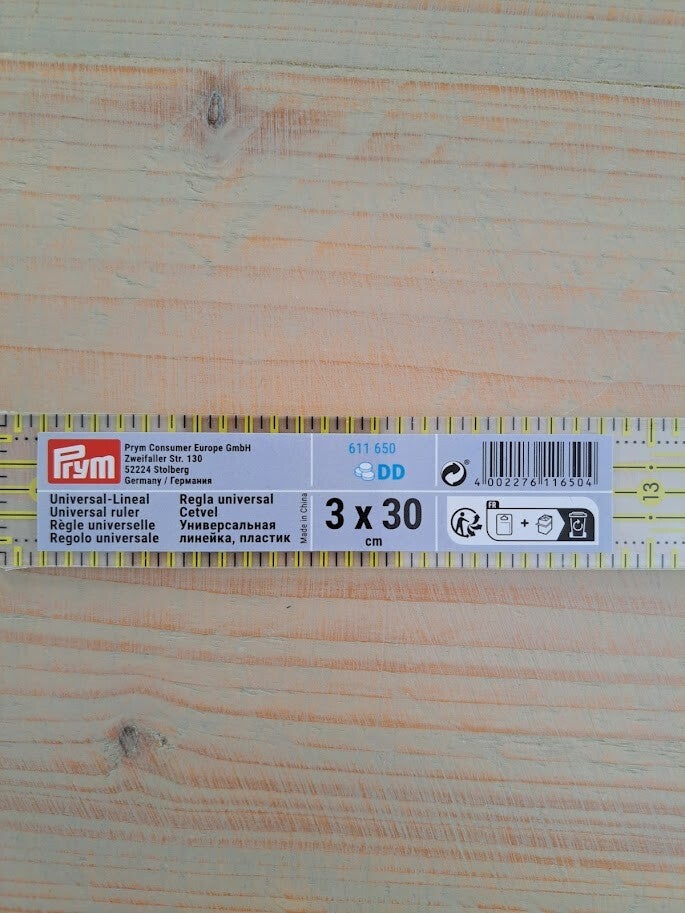 Prym
Prym Consumer Europe GmbH
Zweifaller Str. 130
52224 Stolberg
Germany / Германия
611 650
DD
®
4 002276 116504
Universal-Lineal
Universal ruler
Règle universelle
Regolo universale
Regla universal
Cetvel
Универсальная
линейка, пластик
Made in China
3 x 30
cm
FR
+
13